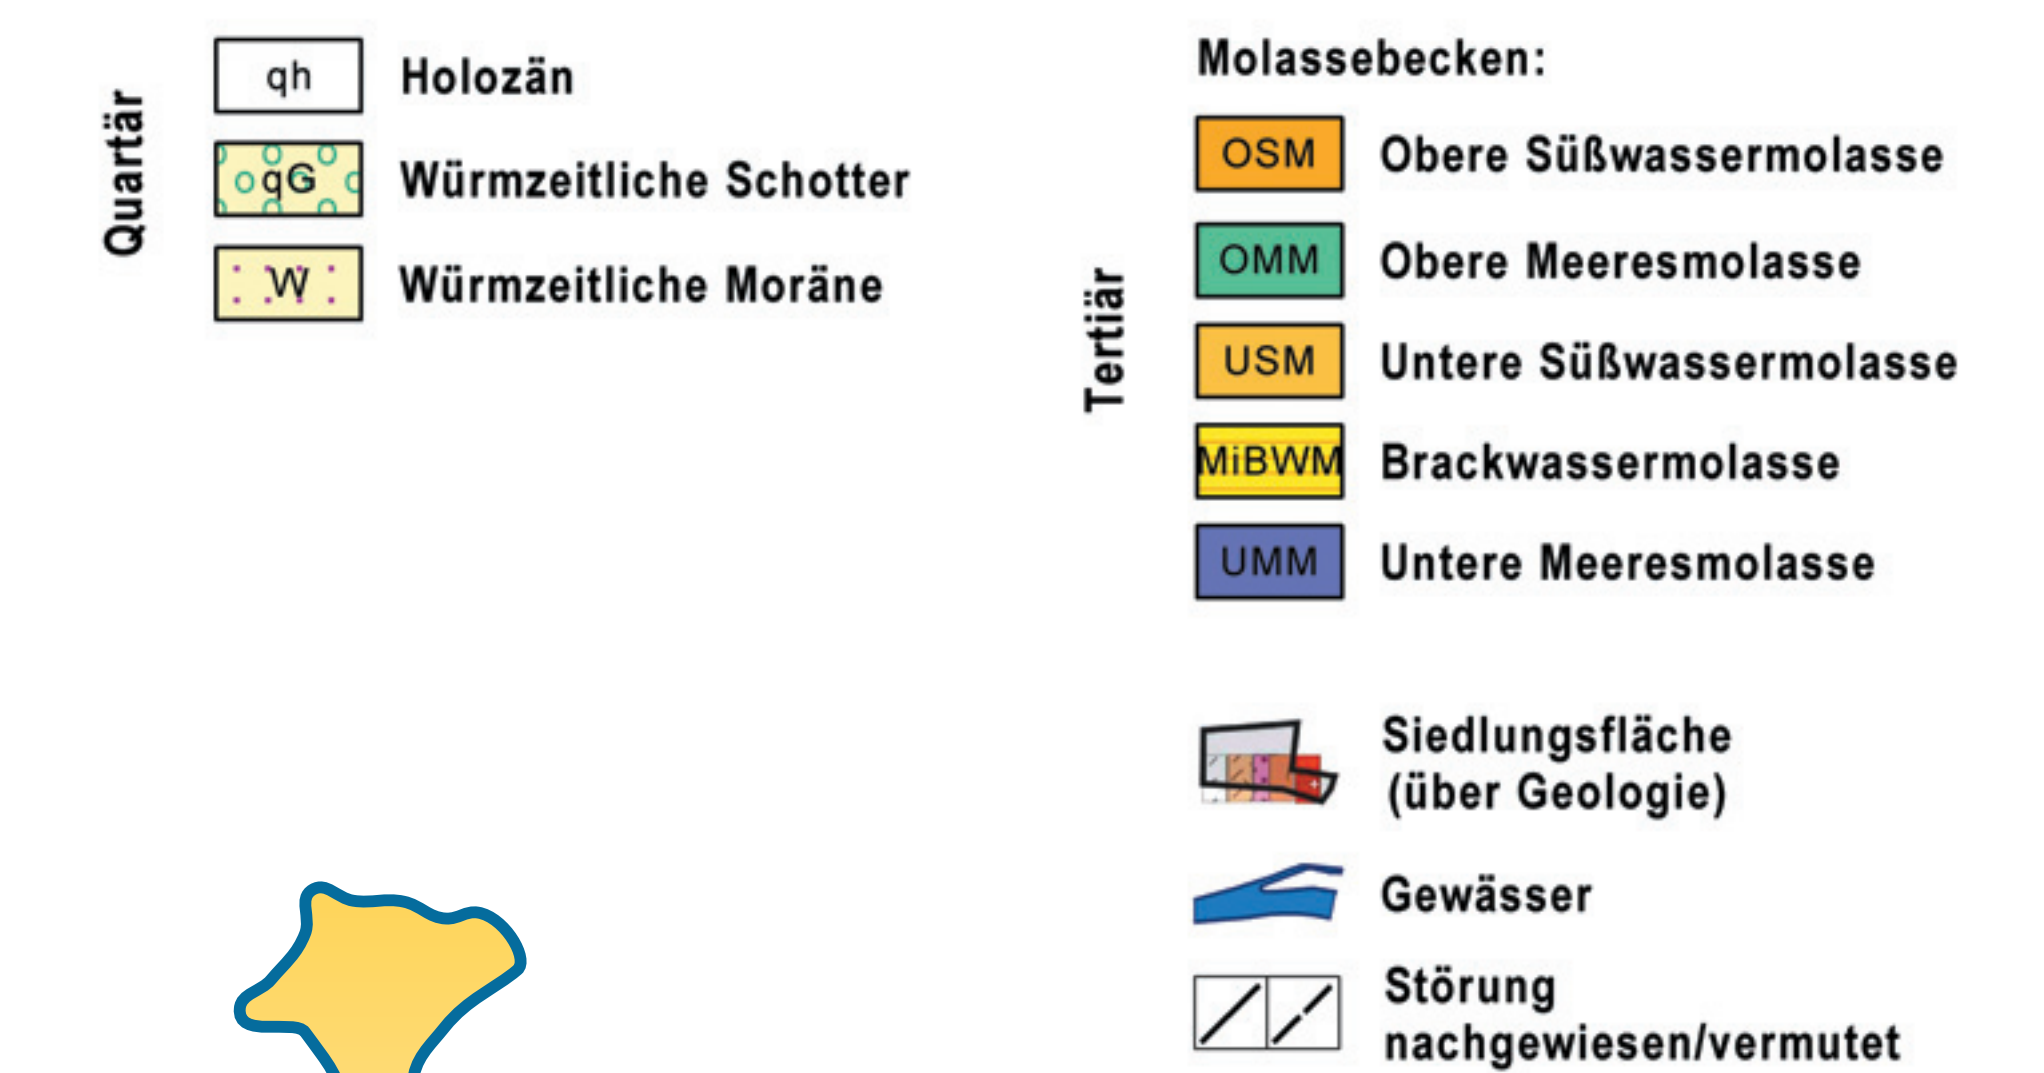 Quartär
qh Holozän
qG Würmzeitliche Schotter
W Würmzeitliche Moräne
Tertiär
Molassebecken:
OSM Obere Süßwassermolasse
OMM Obere Meeresmolasse
USM Untere Süßwassermolasse
MiBWM Brackwassermolasse
UMM Untere Meeresmolasse
Siedlungsfläche
(über Geologie)
Gewässer
Störung
nachgewiesen/vermutet